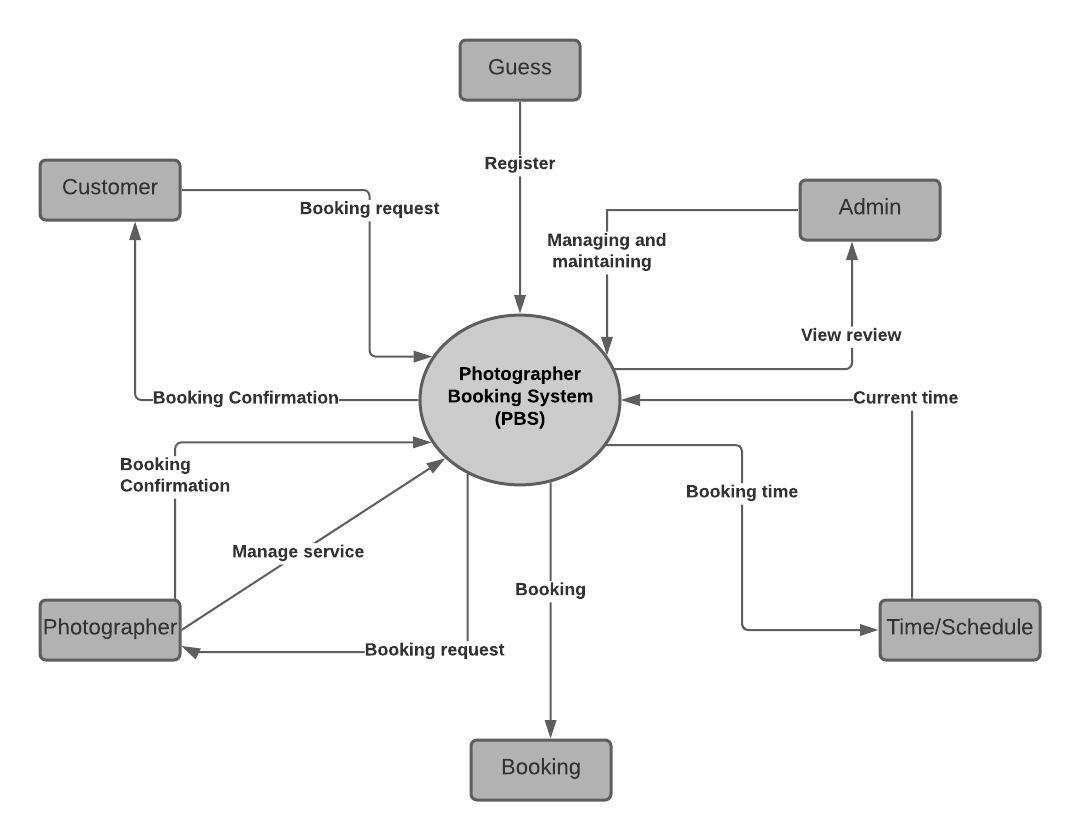 Guess
Register
Customer
Booking request
Admin
Managing and
maintaining
View review
Photographer
Booking System
(PBS)
Booking Confirmation
Current time
Booking
Confirmation
Booking time
Manage service
Booking
Photographer
Booking request
Time/Schedule
Booking